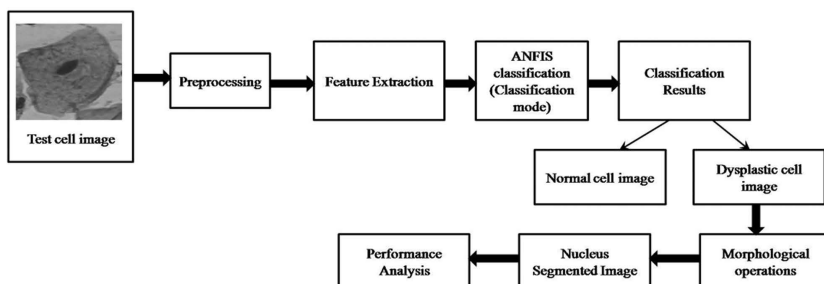 Test cell image
Preprocessing
Feature Extraction
ANFIS
classification
(Classification
mode)
Classification
Results
Normal cell image
Dysplastic cell
image
Performance
Analysis
Nucleus
Segmented Image
Morphological
operations